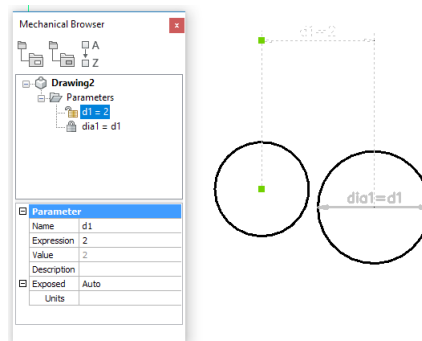 Mechanical Browser
x
A
Z
Drawing2
Parameters
d1 = 2
dia1 = d1
Parameter
Name d1
Expression 2
Value 2
Description
Exposed Auto
Units
d1=2
dia1=d1